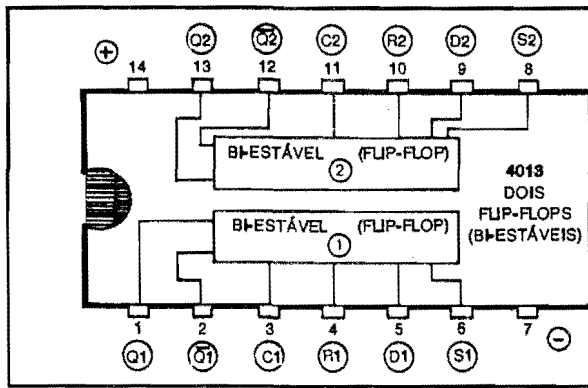 Q2 Q̅2 C2 R2 D2 S2
+ 14 13 12 11 10 9 8
BI-ESTÁVEL (FLIP-FLOP)
2
4013
DOIS
FLIP-FLOPS
(BI-ESTÁVEIS)
BI-ESTÁVEL (FLIP-FLOP)
1
1 2 3 4 5 6 7 −
Q1 Q̅1 C1 R1 D1 S1